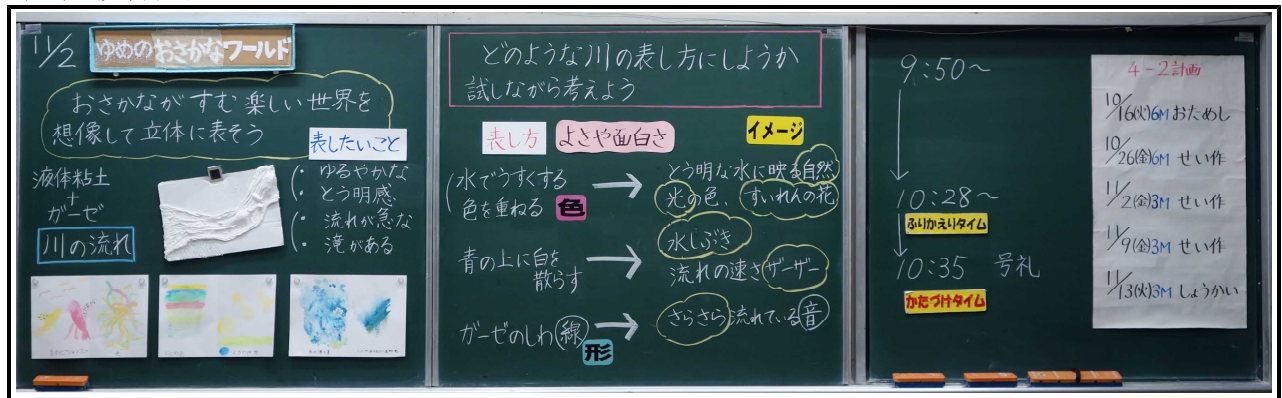 11/2
ゆめのおさかなワールド
おさかながすむ楽しい世界を
想像して立体に表そう
表したいこと
液体粘土
+
ガーゼ
川の流れ
・ ゆるやかな
・ とう明感
・ 流れが急な
・ 滝がある
どのような川の表し方にしようか
試しながら考えよう
表し方
よさや面白さ
イメージ
水でうすくする
色を重ねる
色
とう明な水に映る自然
光の色、すいれんの花
青の上に白を
散らす
水しぶき
流れの速さザーザー
ガーゼのしわ線
形
さらさら流れている音
9:50~
10:28~
ふりかえりタイム
10:35 号礼
かたづけタイム
4-2計画
10/16(火)6M おためし
10/26(金)6M せい作
11/2(金)3M せい作
11/9(金)3M せい作
11/13(火)3M しょうかい